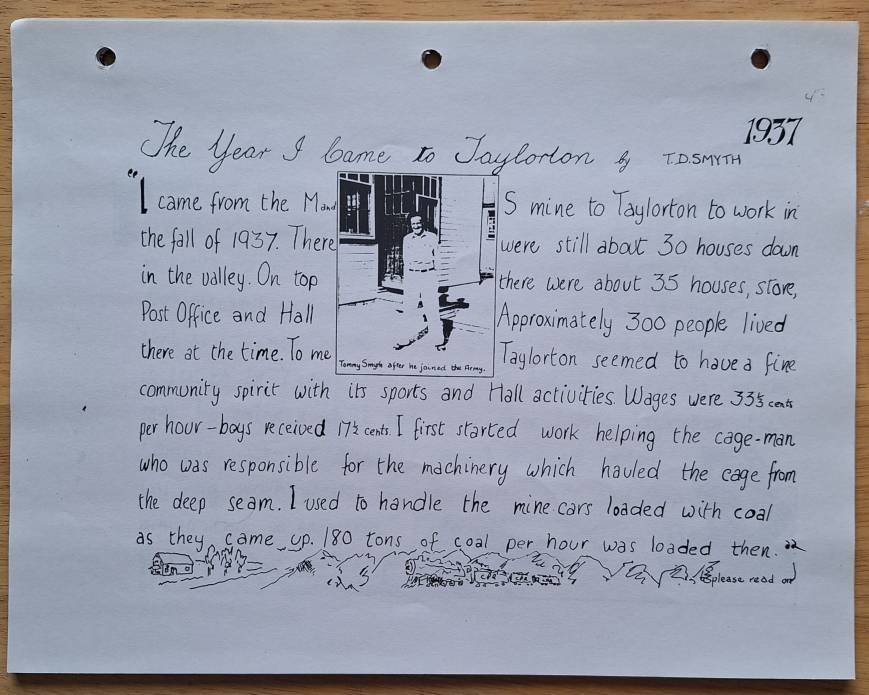 4-
1937
The Year I Came to Taylorton by T.D. SMYTH
"I came from the M and S mine to Taylorton to work in
the fall of 1937. There were still about 30 houses down
in the valley. On top there were about 35 houses, store,
Post Office and Hall Approximately 300 people lived
there at the time. To me Taylorton seemed to have a fine
Tommy Smyth after he joined the Army.
community spirit with its sports and Hall activities. Wages were 33⅓ cents
per hour - boys received 17½ cents. I first started work helping the cage-man
who was responsible for the machinery which hauled the cage from
the deep seam. I used to handle the mine cars loaded with coal
as they came up. 180 tons of coal per hour was loaded then."
please read on